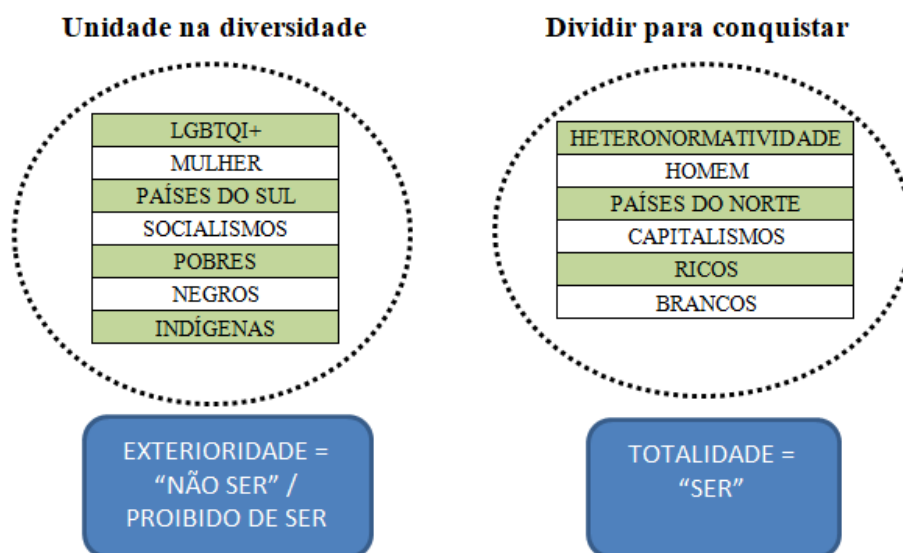 Unidade na diversidade
LGBTQI+
MULHER
PAÍSES DO SUL
SOCIALISMOS
POBRES
NEGROS
INDÍGENAS
EXTERIORIDADE =
“NÃO SER” /
PROIBIDO DE SER
Dividir para conquistar
HETERONORMATIVIDADE
HOMEM
PAÍSES DO NORTE
CAPITALISMOS
RICOS
BRANCOS
TOTALIDADE =
“SER”